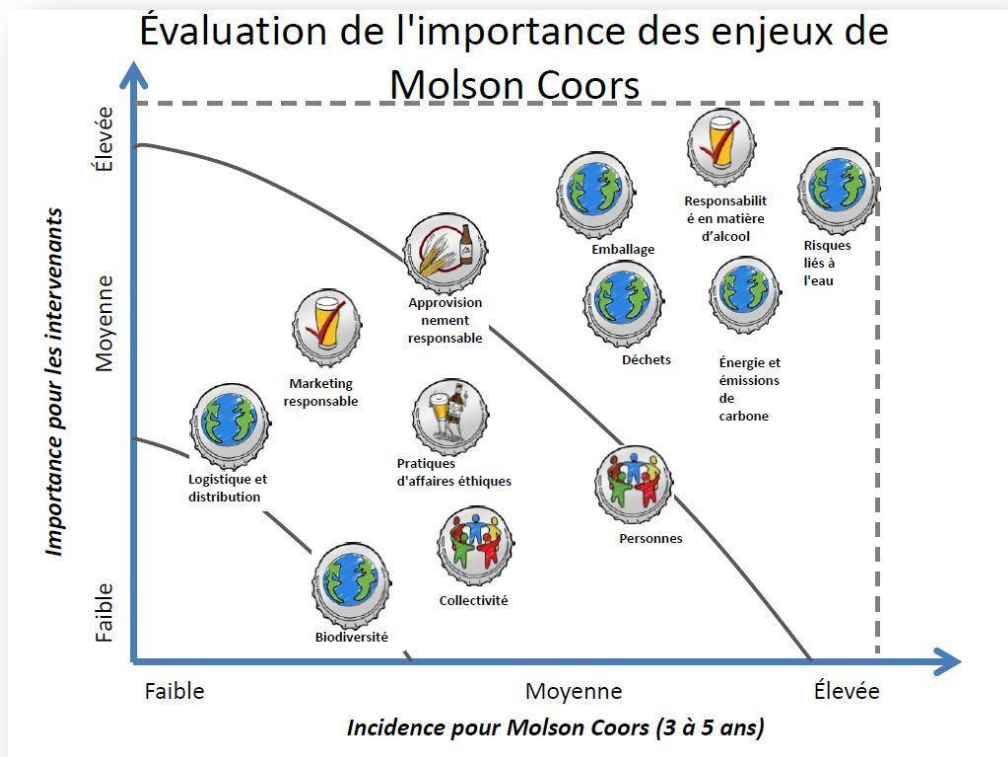 Évaluation de l'importance des enjeux de
Molson Coors
Importance pour les intervenants
Élevée
Moyenne
Faible
Responsabilit
é en matière
d'alcool
Emballage
Risques
liés à
l'eau
Approvision
nement
responsable
Déchets
Énergie et
émissions
de
carbone
Marketing
responsable
Logistique et
distribution
Pratiques
d'affaires éthiques
Personnes
Collectivité
Biodiversité
Faible
Moyenne
Élevée
Incidence pour Molson Coors (3 à 5 ans)